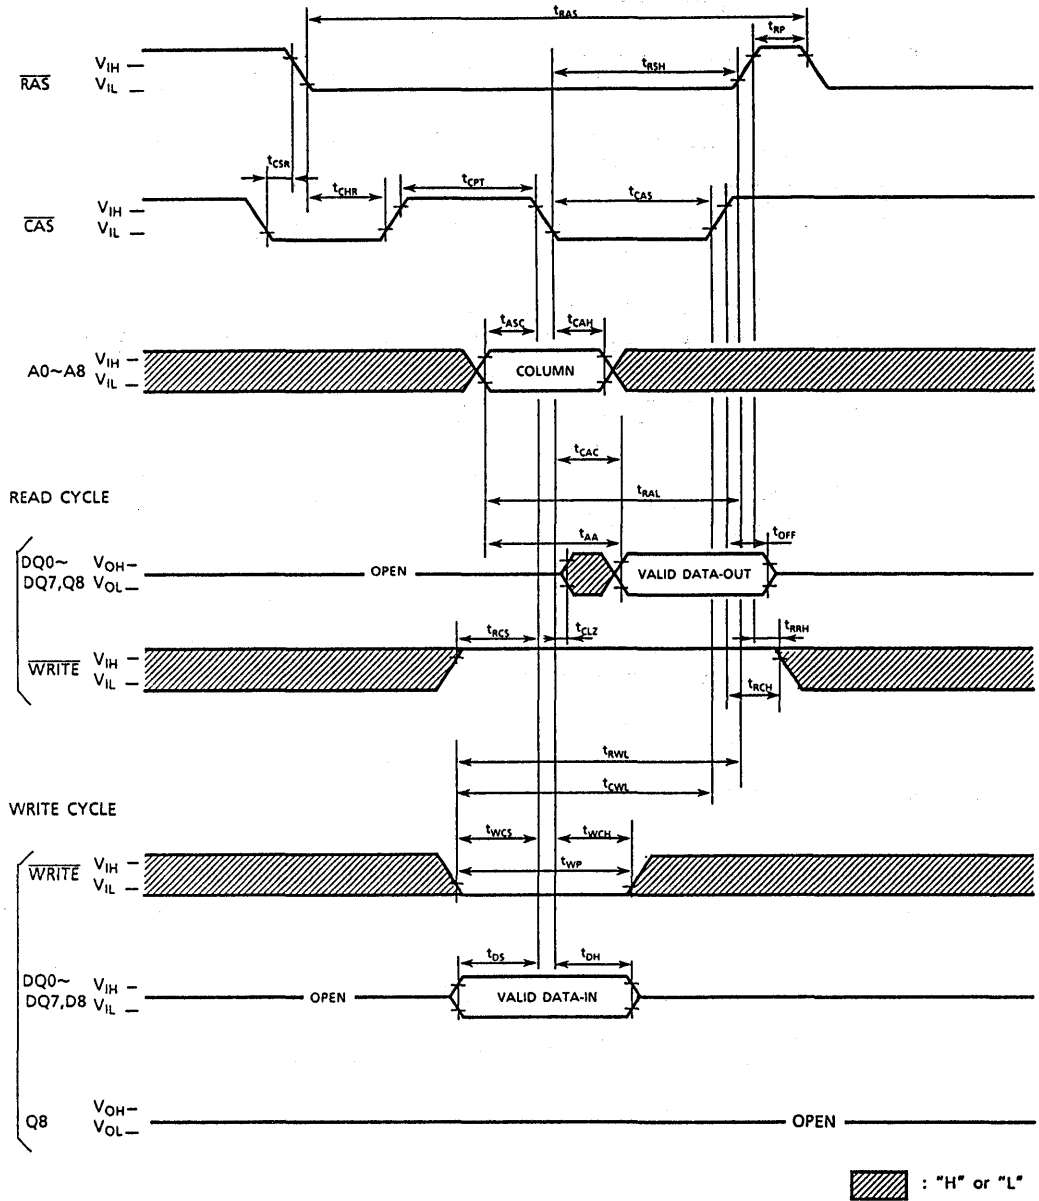 tRAS
tRP
tRSH
RAS
VIH
VIL
tCSR
tCHR
tCPT
tCAS
CAS
VIH
VIL
tASC
tCAH
A0~A8
VIH
VIL
COLUMN
tCAC
tRAL
READ CYCLE
tAA
tOFF
DQ0~
DQ7,Q8
VOH
VOL
OPEN
VALID DATA-OUT
tRCS
tCLZ
tRRH
WRITE
VIH
VIL
tRCH
tRWL
tCWL
WRITE CYCLE
tWCS
tWCH
tWP
WRITE
VIH
VIL
tDS
tDH
DQ0~
DQ7,D8
VIH
VIL
OPEN
VALID DATA-IN
Q8
VOH
VOL
OPEN
: "H" or "L"